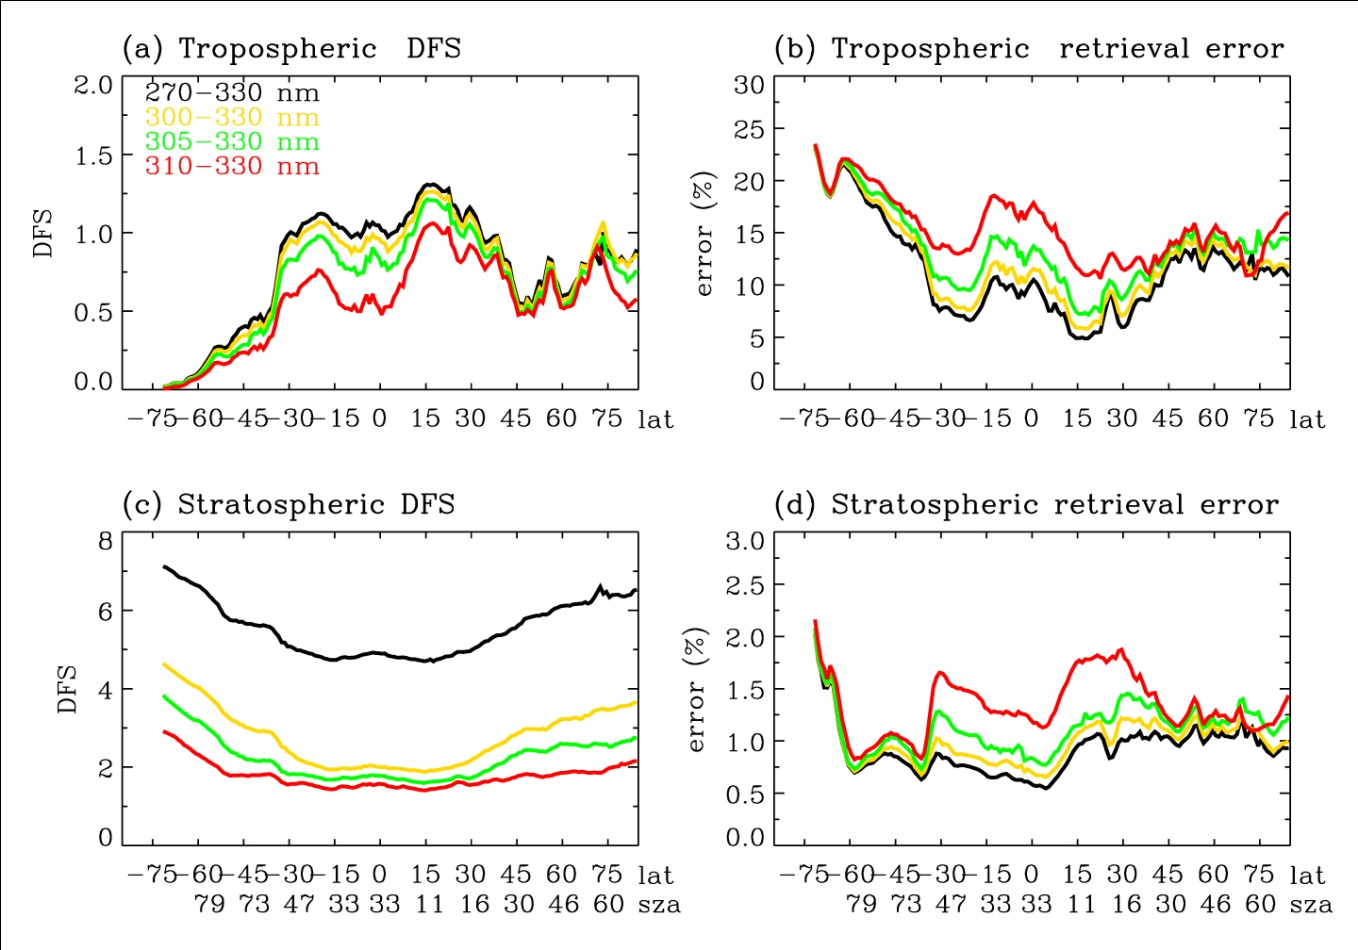 (a) Tropospheric DFS
2.0
1.5
1.0
0.5
0.0
DFS
270−330 nm
300−330 nm
305−330 nm
310−330 nm
−75 −60 −45 −30 −15 0 15 30 45 60 75 lat
(b) Tropospheric retrieval error
30
25
20
15
10
5
0
error (%)
−75 −60 −45 −30 −15 0 15 30 45 60 75 lat
(c) Stratospheric DFS
8
6
4
2
0
DFS
−75 −60 −45 −30 −15 0 15 30 45 60 75 lat
79 73 47 33 33 11 16 30 46 60 sza
(d) Stratospheric retrieval error
3.0
2.5
2.0
1.5
1.0
0.5
0.0
error (%)
−75 −60 −45 −30 −15 0 15 30 45 60 75 lat
79 73 47 33 33 11 16 30 46 60 sza